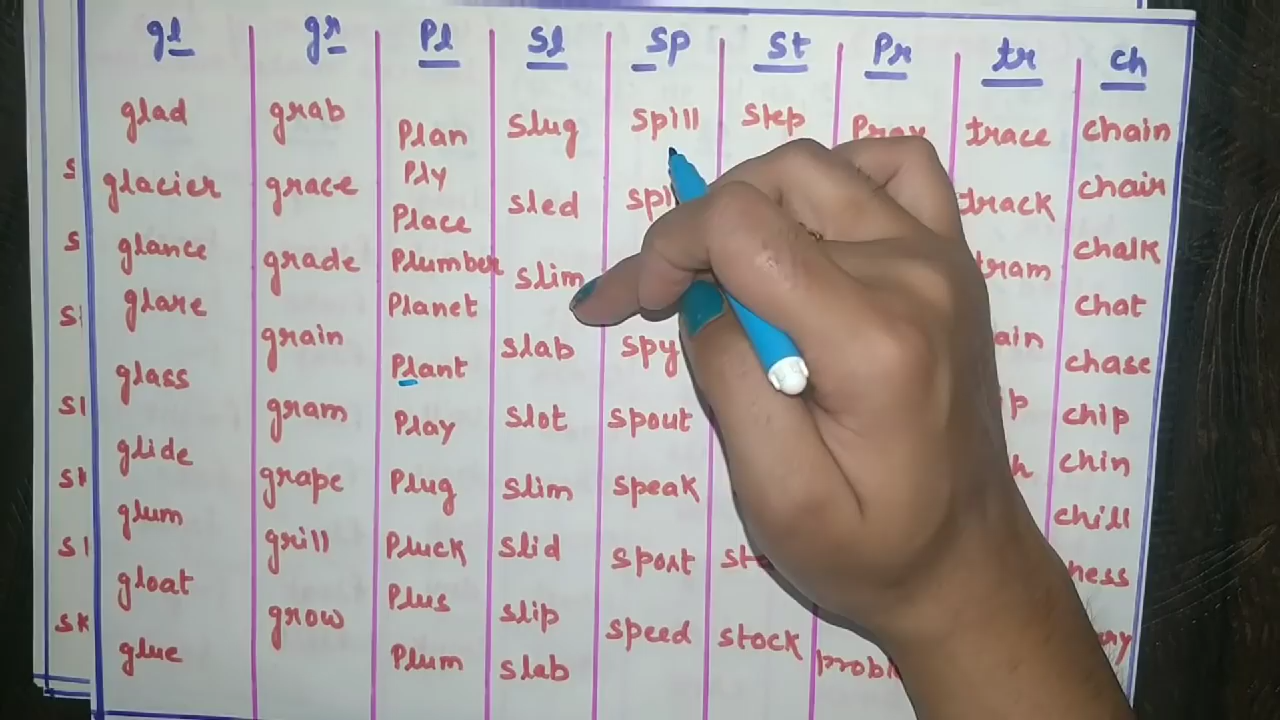 gl gr Pl Sl Sp St Pr tr ch
glad grab Plan Slug Spill Step Pray trace chain
glacier grace Ply sled track chair
Place
glance grade Plumber slim tram chalk
glare Planet chat
grain slab spy chase
glass Plant
gram Play slot spout chip
glide grape Plug slim speak chin
glum chill
grill Pluck slid sport
gloat Plus slip
grow speed stock
glue Plum slab